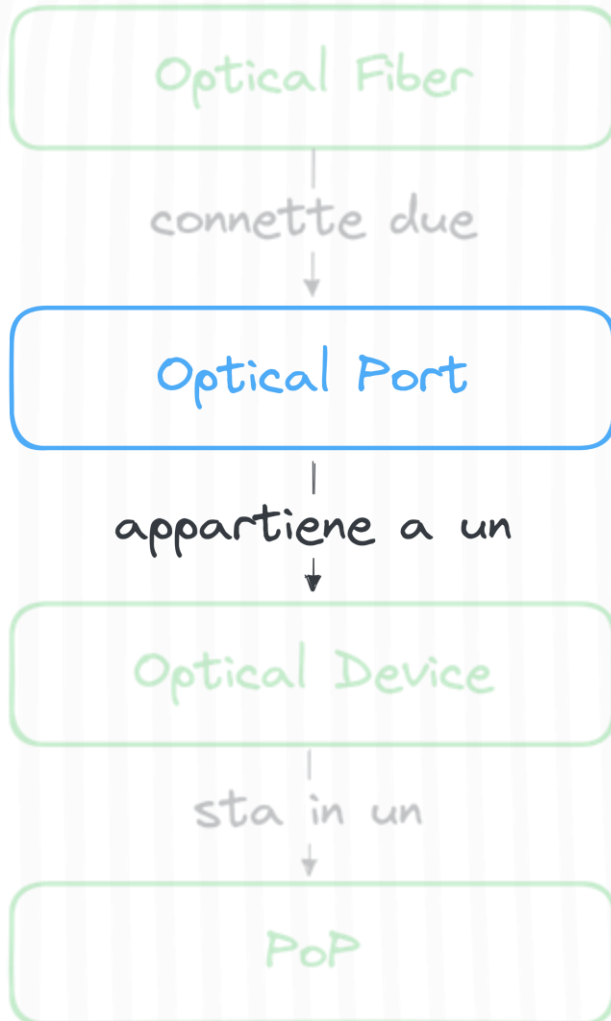 Optical Fiber
connette due
Optical Port
appartiene a un
Optical Device
sta in un
PoP